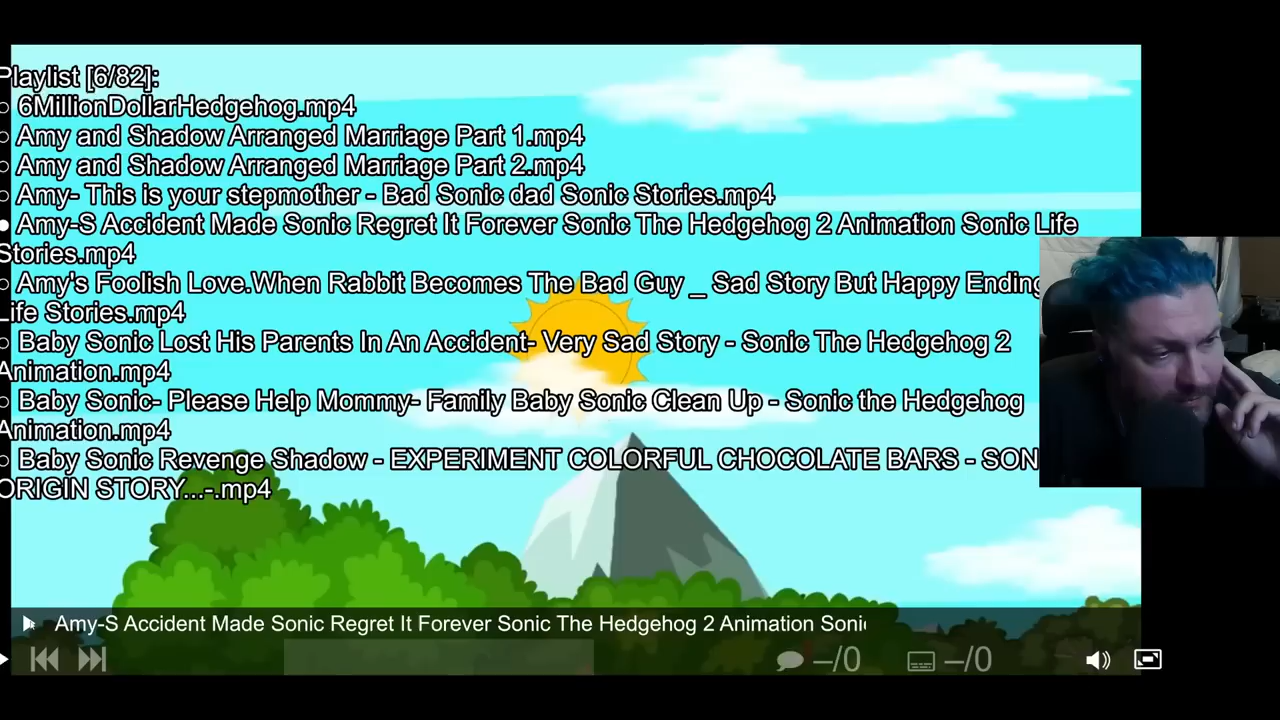 Playlist [6/82]:
○ 6MillionDollarHedgehog.mp4
○ Amy and Shadow Arranged Marriage Part 1.mp4
○ Amy and Shadow Arranged Marriage Part 2.mp4
○ Amy- This is your stepmother - Bad Sonic dad Sonic Stories.mp4
● Amy-S Accident Made Sonic Regret It Forever Sonic The Hedgehog 2 Animation Sonic Life
Stories.mp4
○ Amy's Foolish Love.When Rabbit Becomes The Bad Guy _ Sad Story But Happy Ending
Life Stories.mp4
○ Baby Sonic Lost His Parents In An Accident- Very Sad Story - Sonic The Hedgehog 2
Animation.mp4
○ Baby Sonic- Please Help Mommy- Family Baby Sonic Clean Up - Sonic the Hedgehog
Animation.mp4
○ Baby Sonic Revenge Shadow - EXPERIMENT COLORFUL CHOCOLATE BARS - SON
ORIGIN STORY...-.mp4
Amy-S Accident Made Sonic Regret It Forever Sonic The Hedgehog 2 Animation Sonic
–/0 –/0